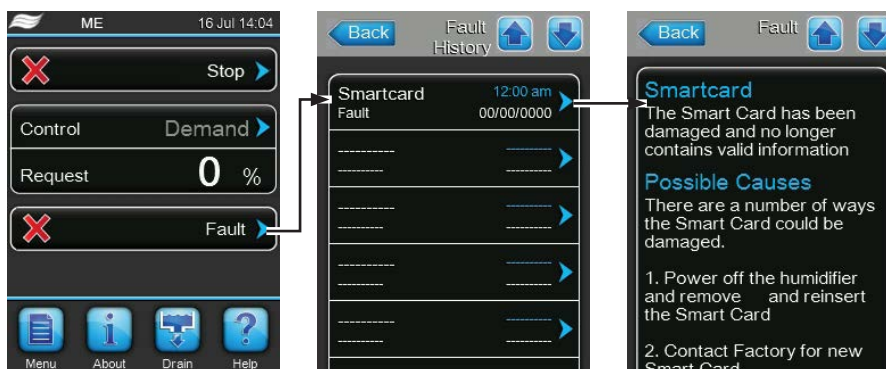 ME 16 Jul 14:04
Stop
Control Demand
Request 0 %
Fault
Menu About Drain Help
Back Fault History
Smartcard 12:00 am
Fault 00/00/0000
---------- ----------
---------- ----------
---------- ----------
---------- ----------
---------- ----------
---------- ----------
---------- ----------
---------- ----------
Back Fault
Smartcard
The Smart Card has been
damaged and no longer
contains valid information
Possible Causes
There are a number of ways
the Smart Card could be
damaged.
1. Power off the humidifier
and remove and reinsert
the Smart Card
2. Contact Factory for new
Smart Card